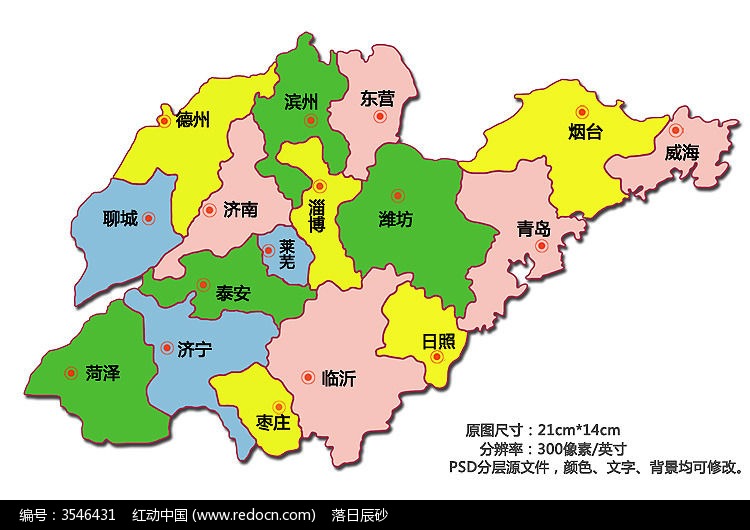 滨州
东营
德州
烟台
威海
聊城
济南
淄博
潍坊
青岛
莱芜
泰安
日照
菏泽
济宁
临沂
枣庄
原图尺寸：21cm*14cm
分辨率：300像素/英寸
PSD分层源文件，颜色、文字、背景均可修改。
编号：3546431 红动中国 (www.redocn.com) 落日辰砂